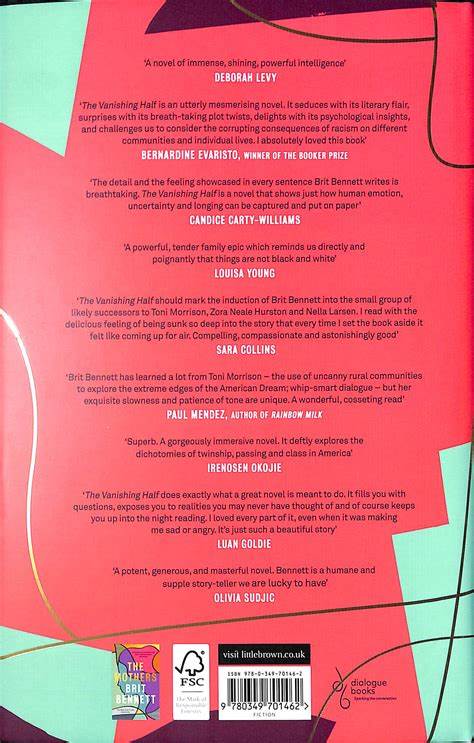 ‘A novel of immense, shining, powerful intelligence’
DEBORAH LEVY
‘The Vanishing Half is an utterly mesmerising novel. It seduces with its literary flair,
surprises with its breath-taking plot twists, delights with its psychological insights,
and challenges us to consider the corrupting consequences of racism on different
communities and individual lives. I absolutely loved this book’
BERNARDINE EVARISTO, WINNER OF THE BOOKER PRIZE
‘The detail and the feeling showcased in every sentence Brit Bennett writes is
breathtaking. The Vanishing Half is a novel that shows just how human emotion,
uncertainty and longing can be captured and put on paper’
CANDICE CARTY-WILLIAMS
‘A powerful, tender family epic which reminds us directly and
poignantly that things are not black and white’
LOUISA YOUNG
‘The Vanishing Half should mark the induction of Brit Bennett into the small group of
likely successors to Toni Morrison, Zora Neale Hurston and Nella Larsen. I read with the
delicious feeling of being sunk so deep into the story that every time I set the book aside it
felt like coming up for air. Compelling, compassionate and astonishingly good’
SARA COLLINS
‘Brit Bennett has learned a lot from Toni Morrison – the use of uncanny rural communities
to explore the extreme edges of the American Dream; whip-smart dialogue – but her
exquisite slowness and patience of tone are unique. A wonderful, cosseting read’
PAUL MENDEZ, AUTHOR OF RAINBOW MILK
‘Superb. A gorgeously immersive novel. It deftly explores the
dichotomies of twinship, passing and class in America’
IRENOSEN OKOJIE
‘The Vanishing Half does exactly what a great novel is meant to do. It fills you with
questions, exposes you to realities you may never have thought of and of course keeps
you up into the night reading. I loved every part of it, even when it was making
me sad or angry. It’s just such a beautiful story’
LUAN GOLDIE
‘A potent, generous, and masterful novel. Bennett is a humane and
supple story-teller we are lucky to have’
OLIVIA SUDJIC
THE
MOTHERS
BRIT
BENNETT
FSC
The Mark of
Responsible
Forestry
visit littlebrown.co.uk
ISBN 978-0-349-70146-2
9 780349 701462 >
FICTION
dialogue
books
Sparking the conversation